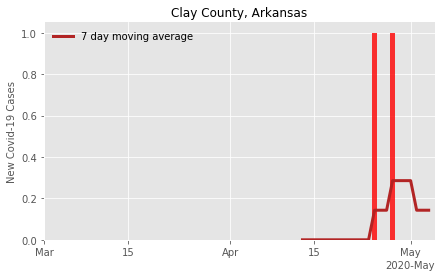 Clay County, Arkansas
7 day moving average
New Covid-19 Cases
1.0
0.8
0.6
0.4
0.2
0.0
Mar 15 Apr 15 May
2020-May